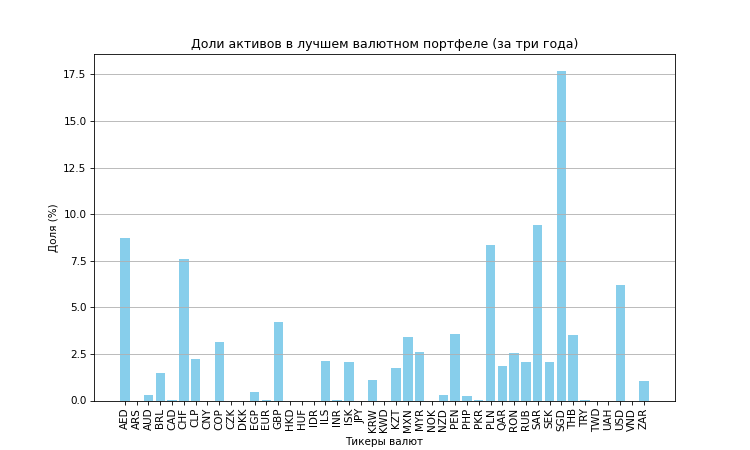 Доли активов в лучшем валютном портфеле (за три года)
Доля (%)
17.5
15.0
12.5
10.0
7.5
5.0
2.5
0.0
AED ARS AUD BRL CAD CHF CLP CNY COP CZK DKK EGP EUR GBP HKD HUF IDR ILS INR ISK JPY KRW KWD KZT MXN MYR NOK NZD PEN PHP PKR PLN QAR RON RUB SAR SEK SGD THB TRY TWD UAH USD VND ZAR
Тикеры валют